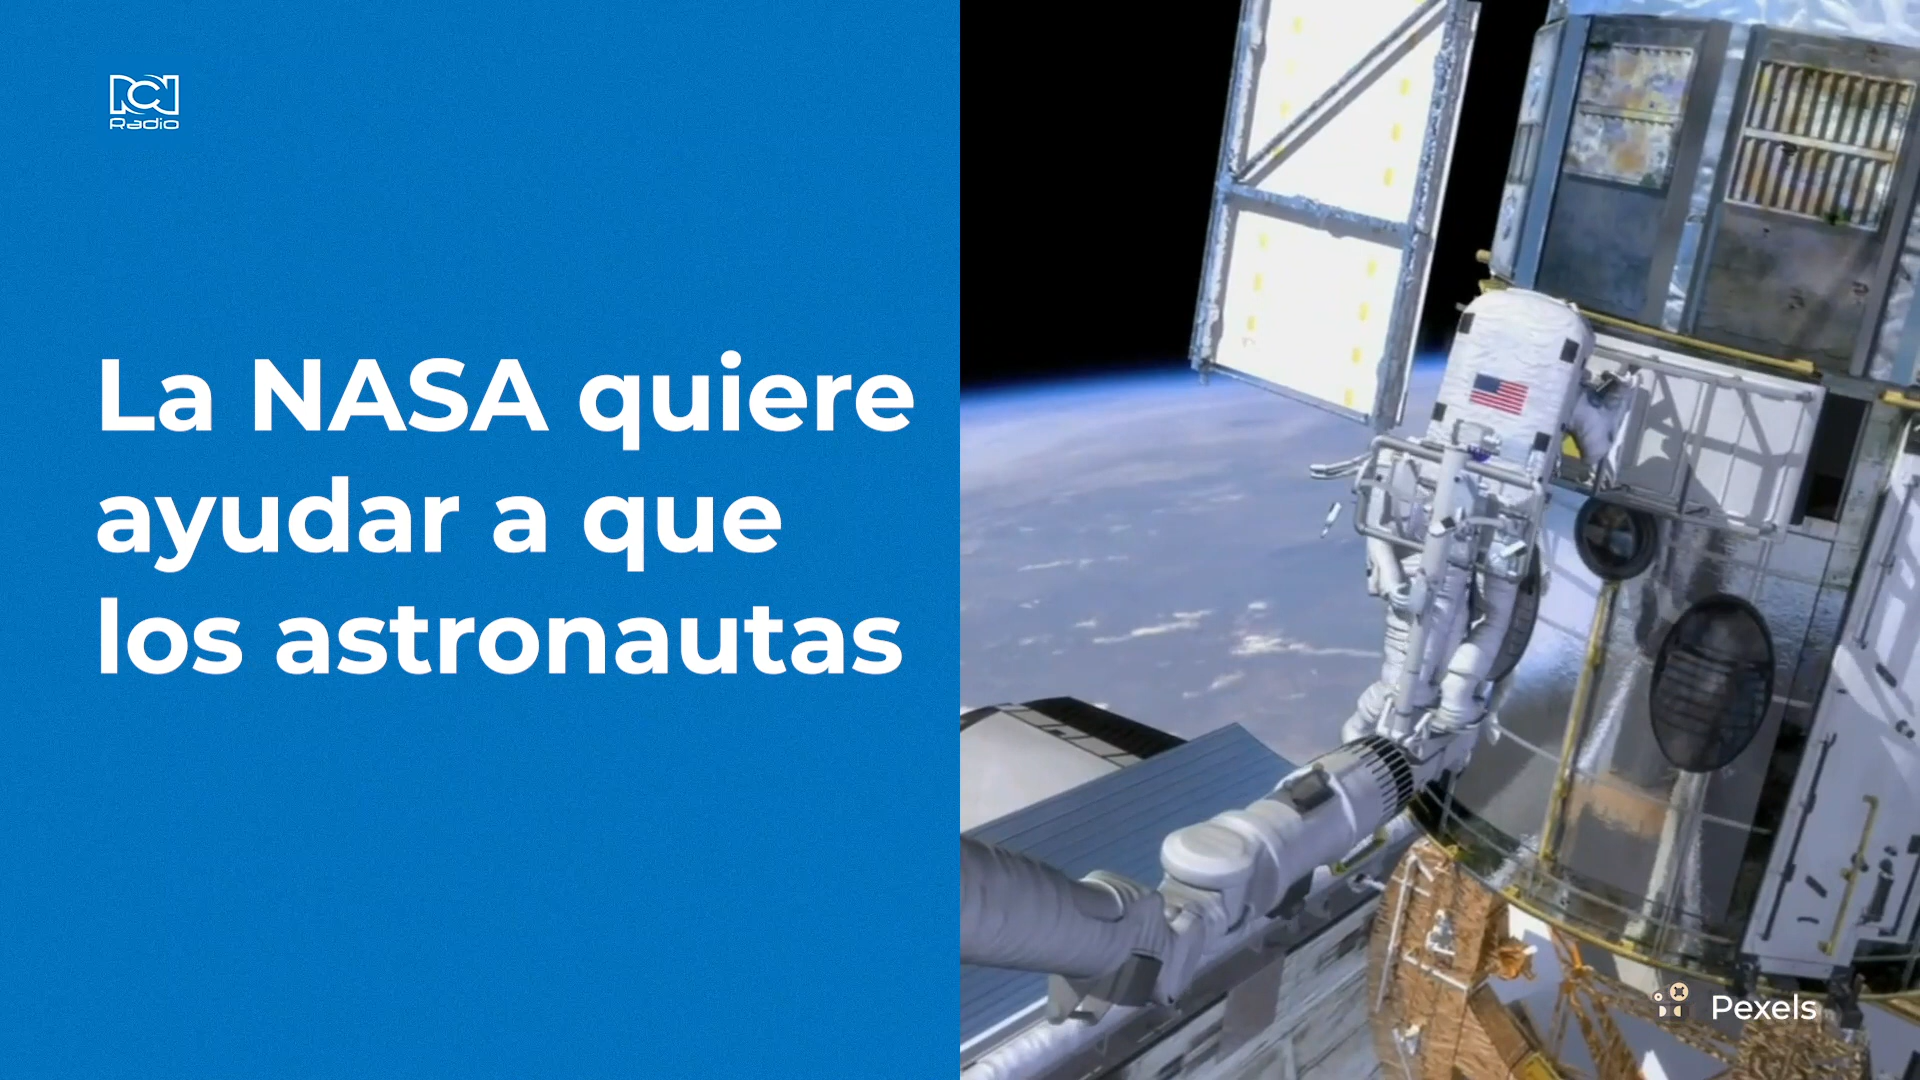 RCN
Radio
La NASA quiere
ayudar a que
los astronautas
Pexels